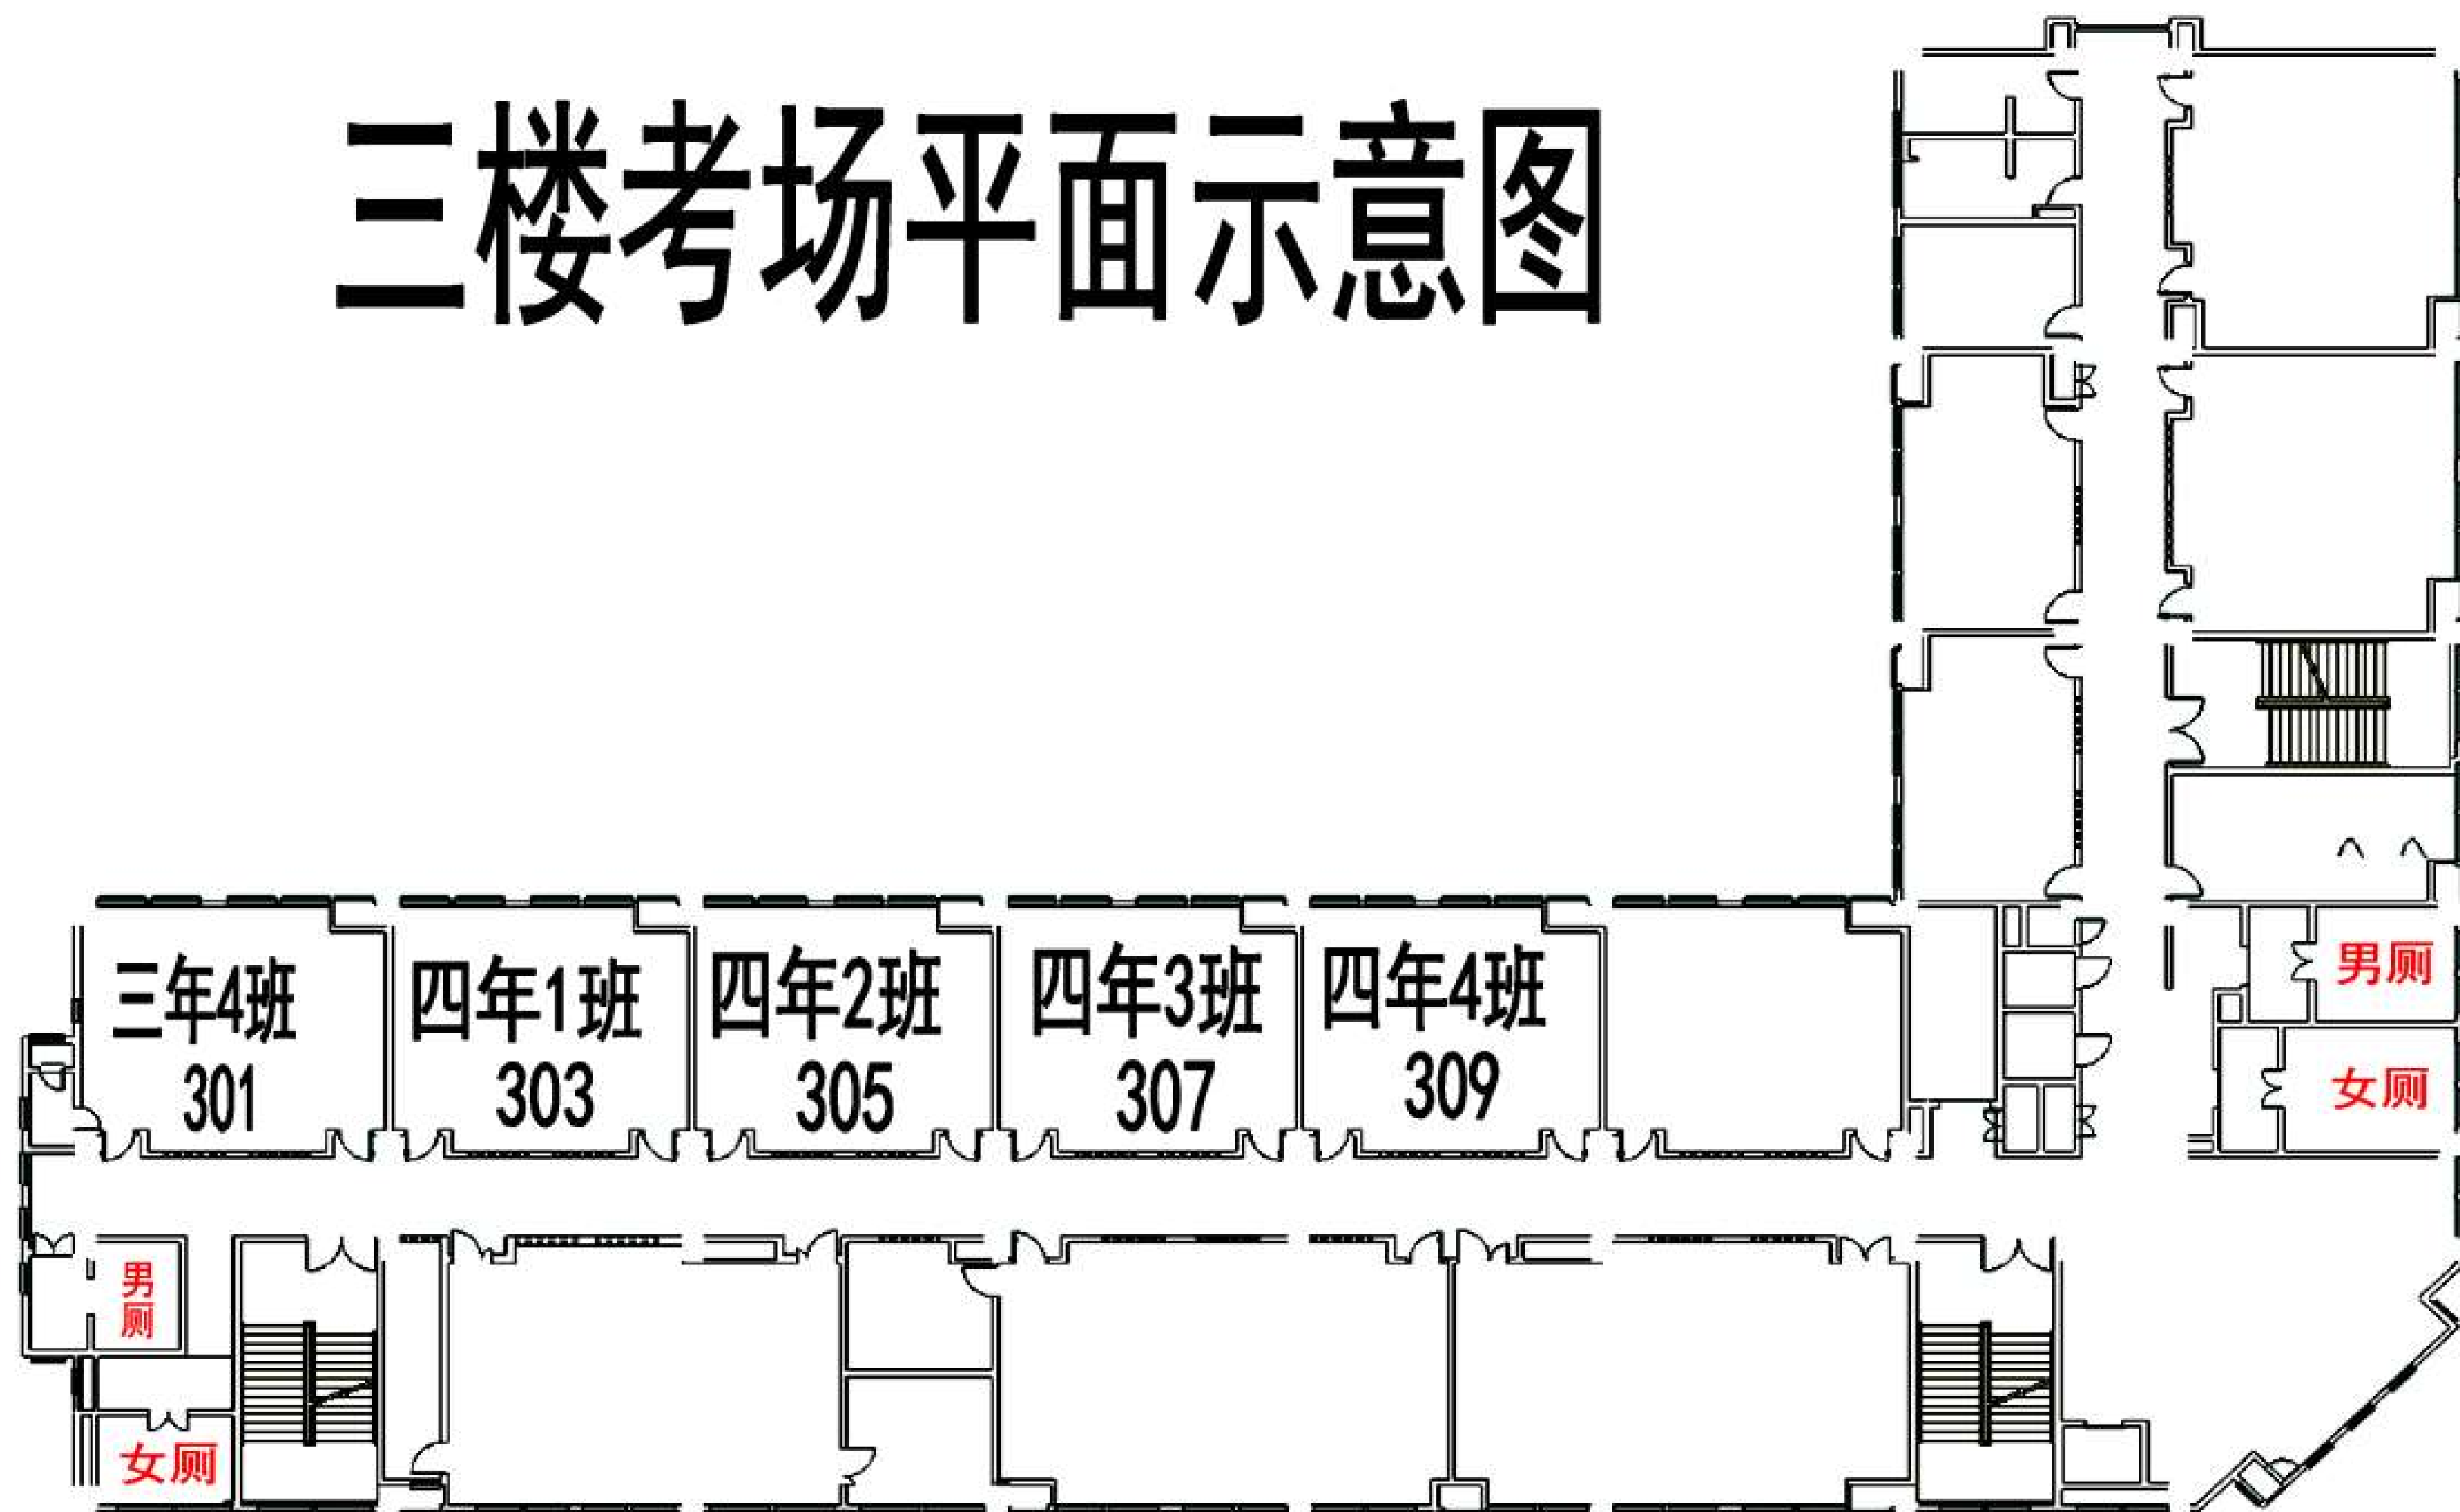 三楼考场平面示意图
三年4班
301
四年1班
303
四年2班
305
四年3班
307
四年4班
309
男厕
女厕
男厕
女厕